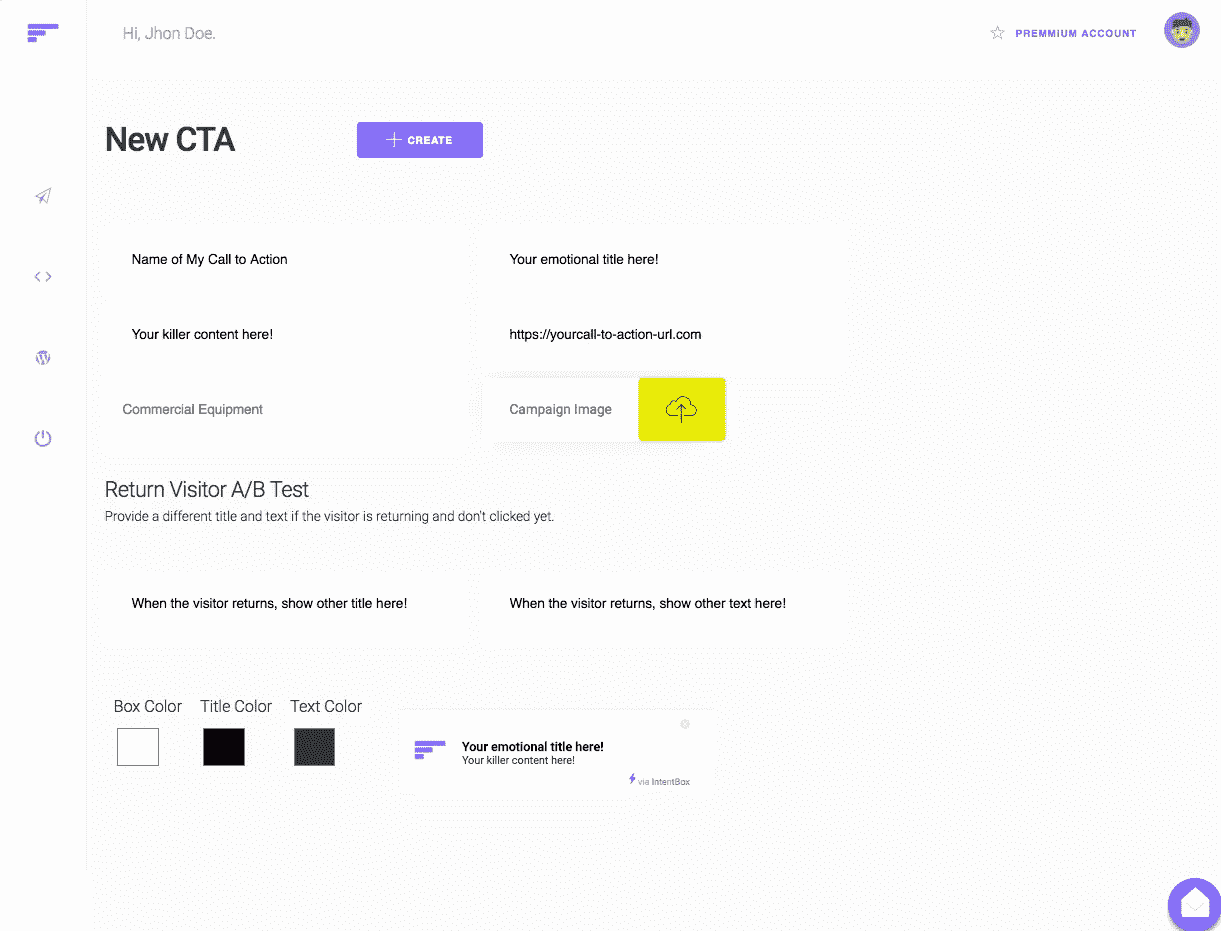 Hi, Jhon Doe.
PREMMIUM ACCOUNT
New CTA
CREATE
Name of My Call to Action
Your emotional title here!
Your killer content here!
https://yourcall-to-action-url.com
Commercial Equipment
Campaign Image
Return Visitor A/B Test
Provide a different title and text if the visitor is returning and don't clicked yet.
When the visitor returns, show other title here!
When the visitor returns, show other text here!
Box Color
Title Color
Text Color
Your emotional title here!
Your killer content here!
via IntentBox